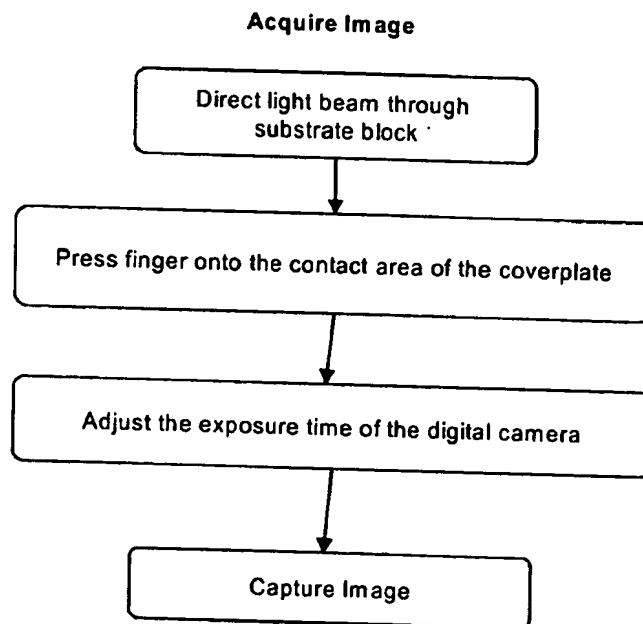 Acquire Image
Direct light beam through
substrate block
Press finger onto the contact area of the coverplate
Adjust the exposure time of the digital camera
Capture Image